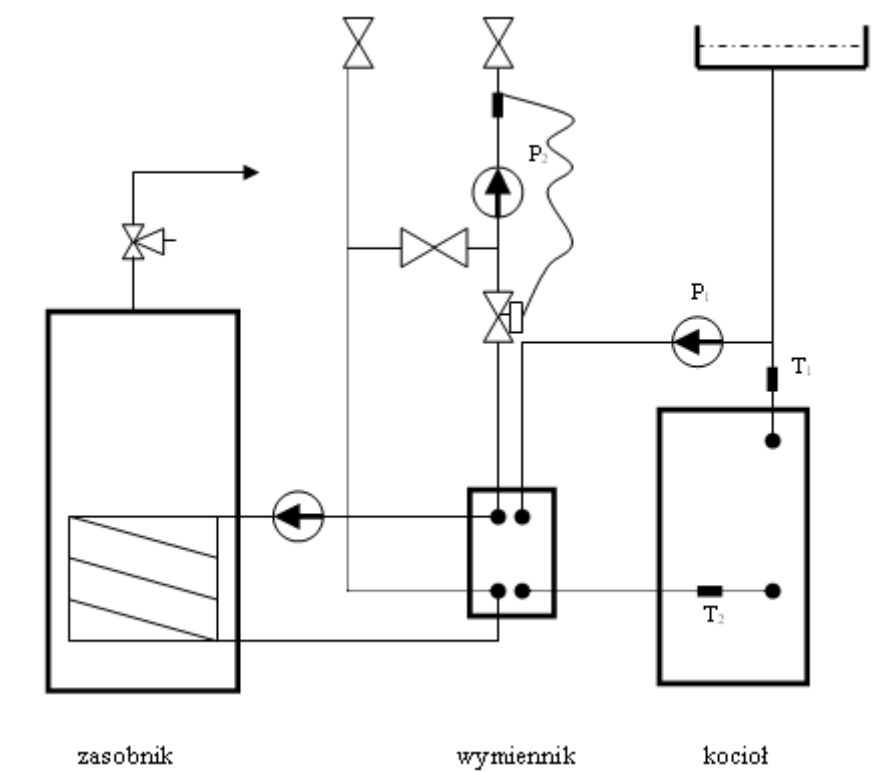 P₂
P₁
T₁
T₂
zasobnik wymiennik kocioł